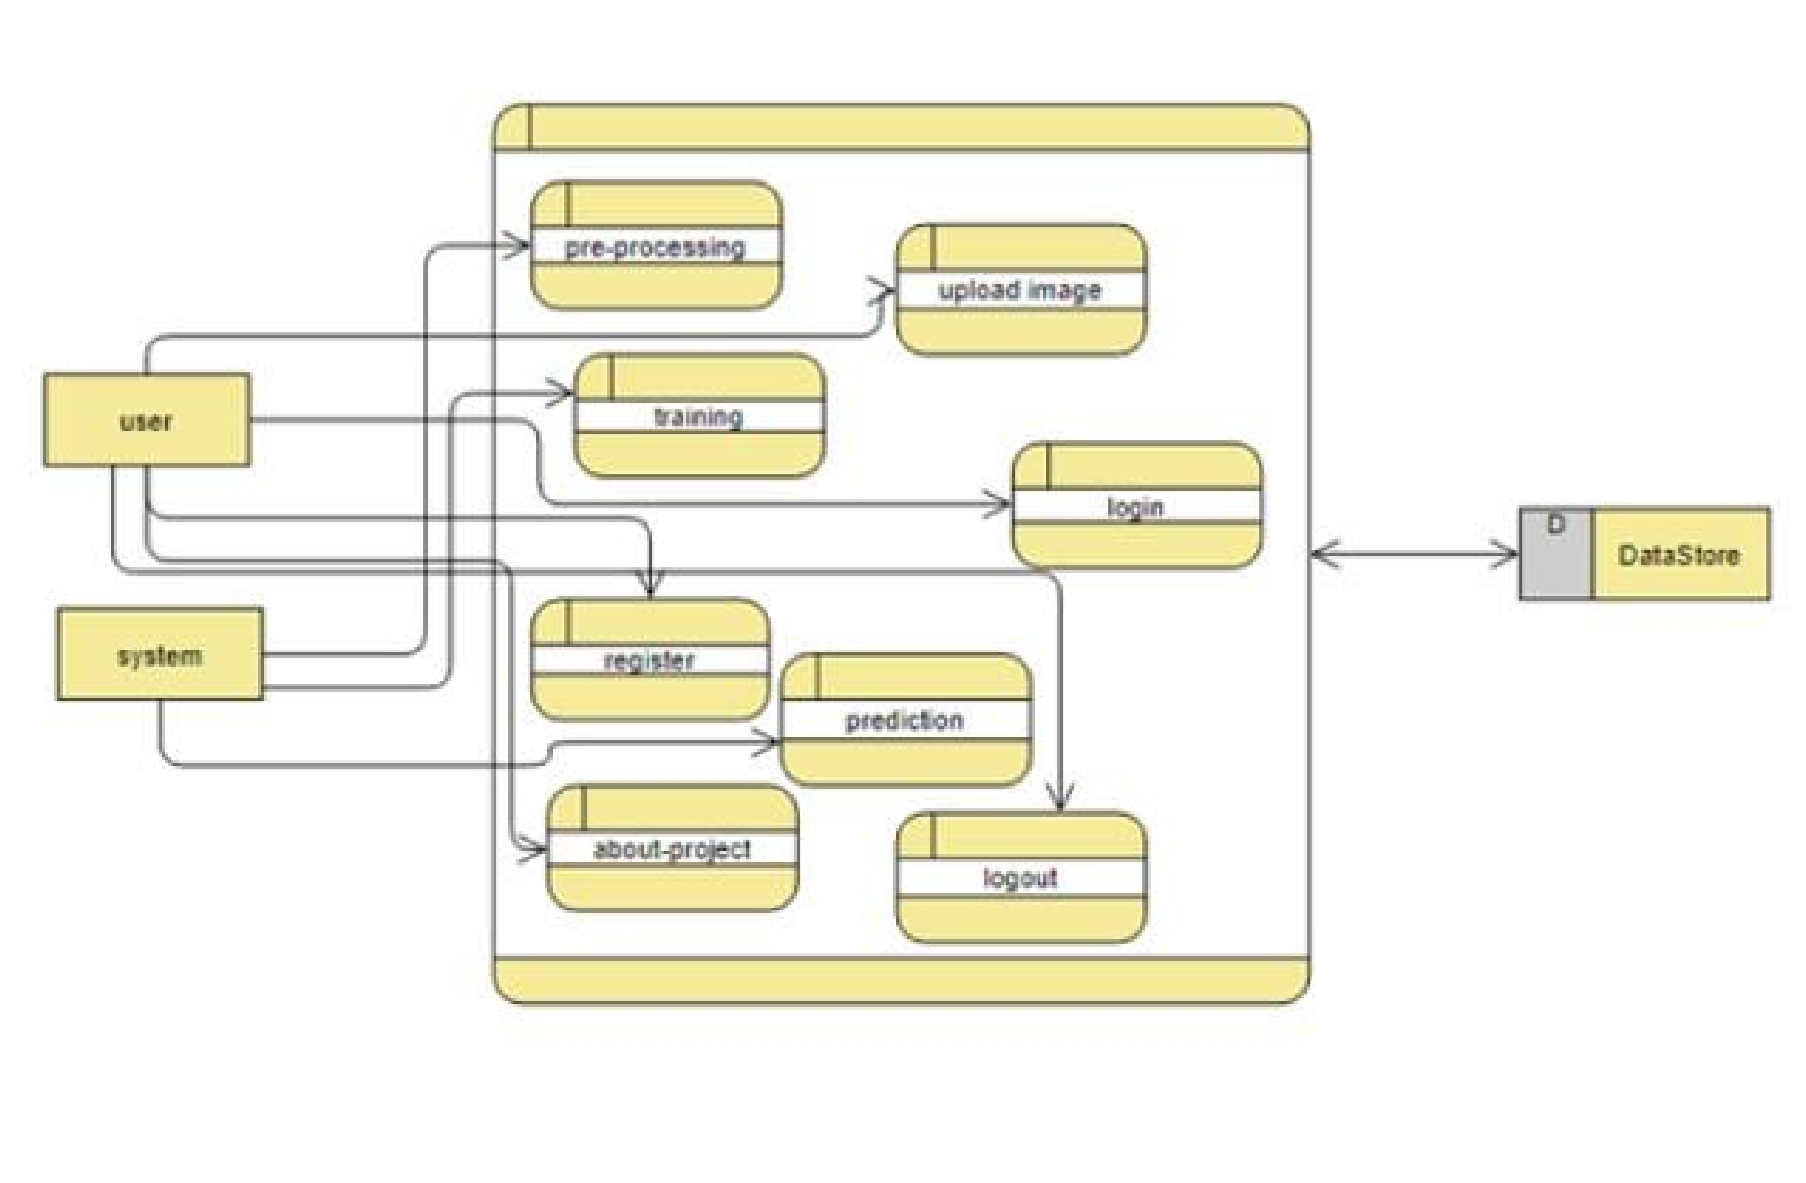 pre-processing
upload image
user
training
login
D
DataStore
system
register
prediction
about-project
logout